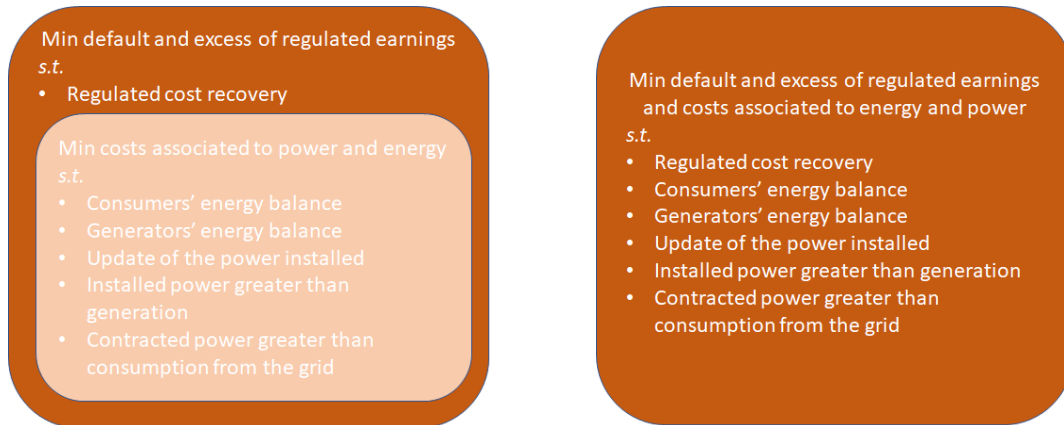 Min default and excess of regulated earnings
s.t.
• Regulated cost recovery
Min costs associated to power and energy
s.t.
• Consumers' energy balance
• Generators' energy balance
• Update of the power installed
• Installed power greater than
generation
• Contracted power greater than
consumption from the grid
Min default and excess of regulated earnings
and costs associated to energy and power
s.t.
• Regulated cost recovery
• Consumers' energy balance
• Generators' energy balance
• Update of the power installed
• Installed power greater than generation
• Contracted power greater than
consumption from the grid